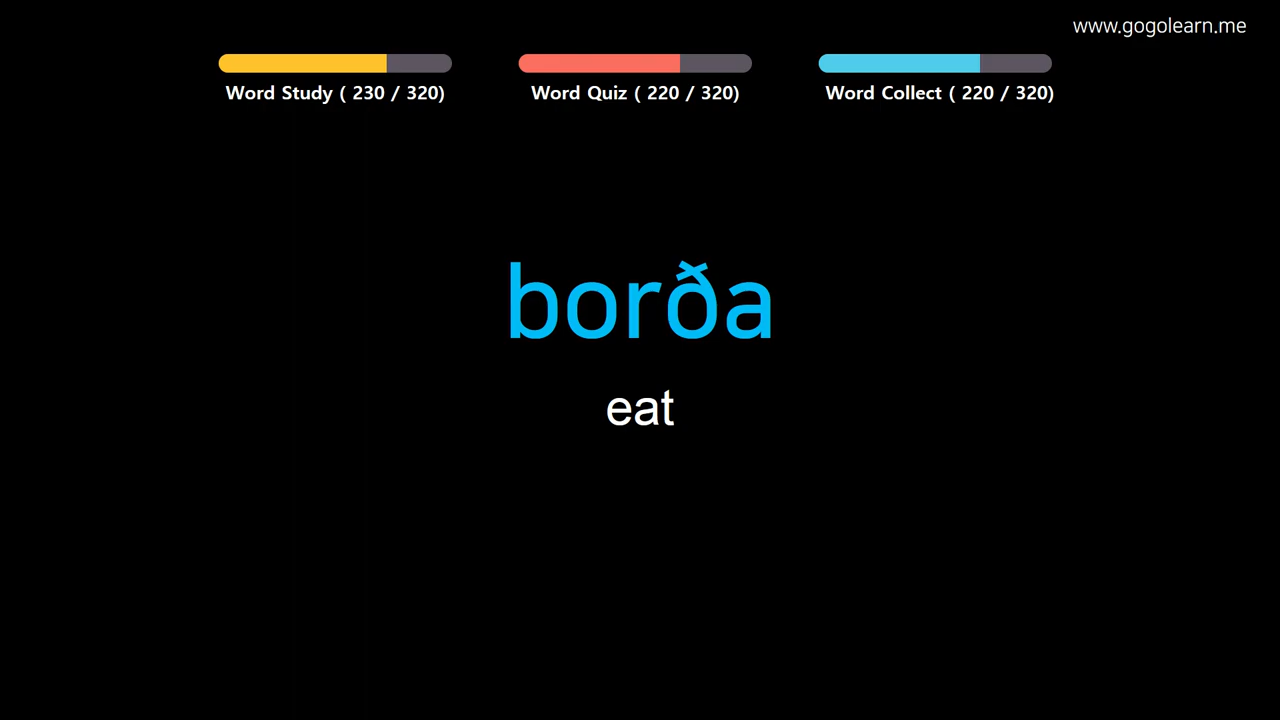 www.gogolearn.me
Word Study ( 230 / 320)
Word Quiz ( 220 / 320)
Word Collect ( 220 / 320)
borða
eat